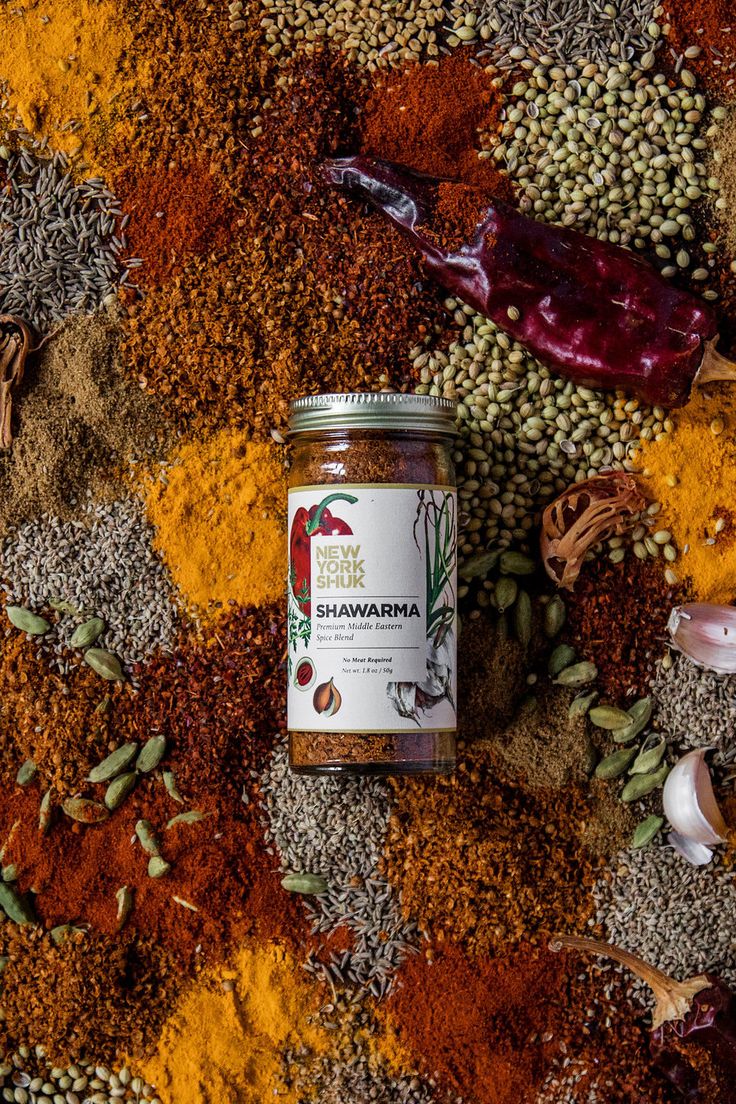 NEW
YORK
SHUK
SHAWARMA
Premium Middle Eastern
Spice Blend
No Meat Required
Net wt. 1.8 oz / 50g